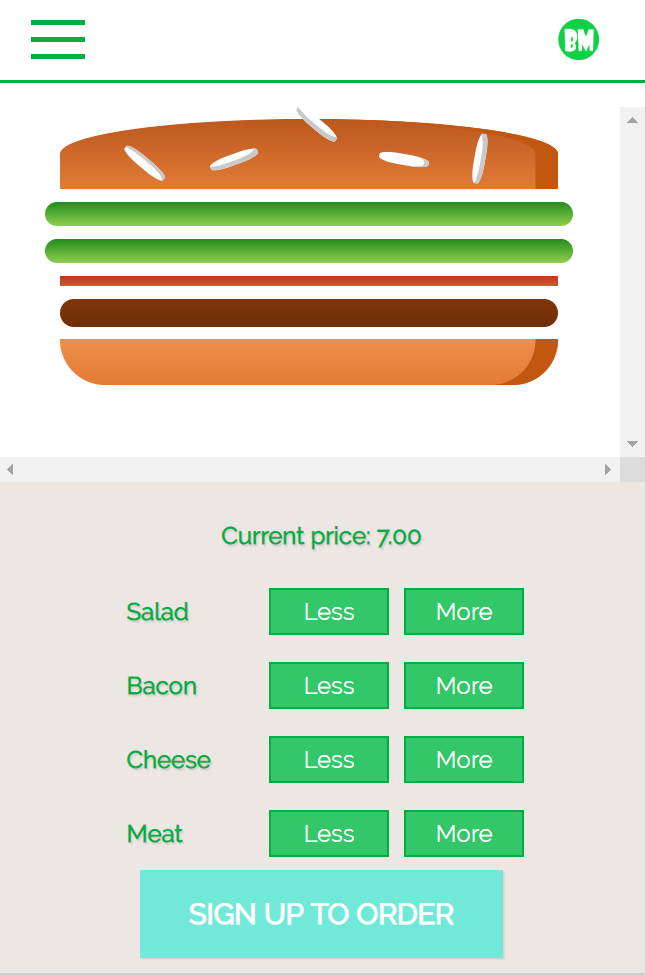 BM
Current price: 7.00
Salad Less More
Bacon Less More
Cheese Less More
Meat Less More
SIGN UP TO ORDER